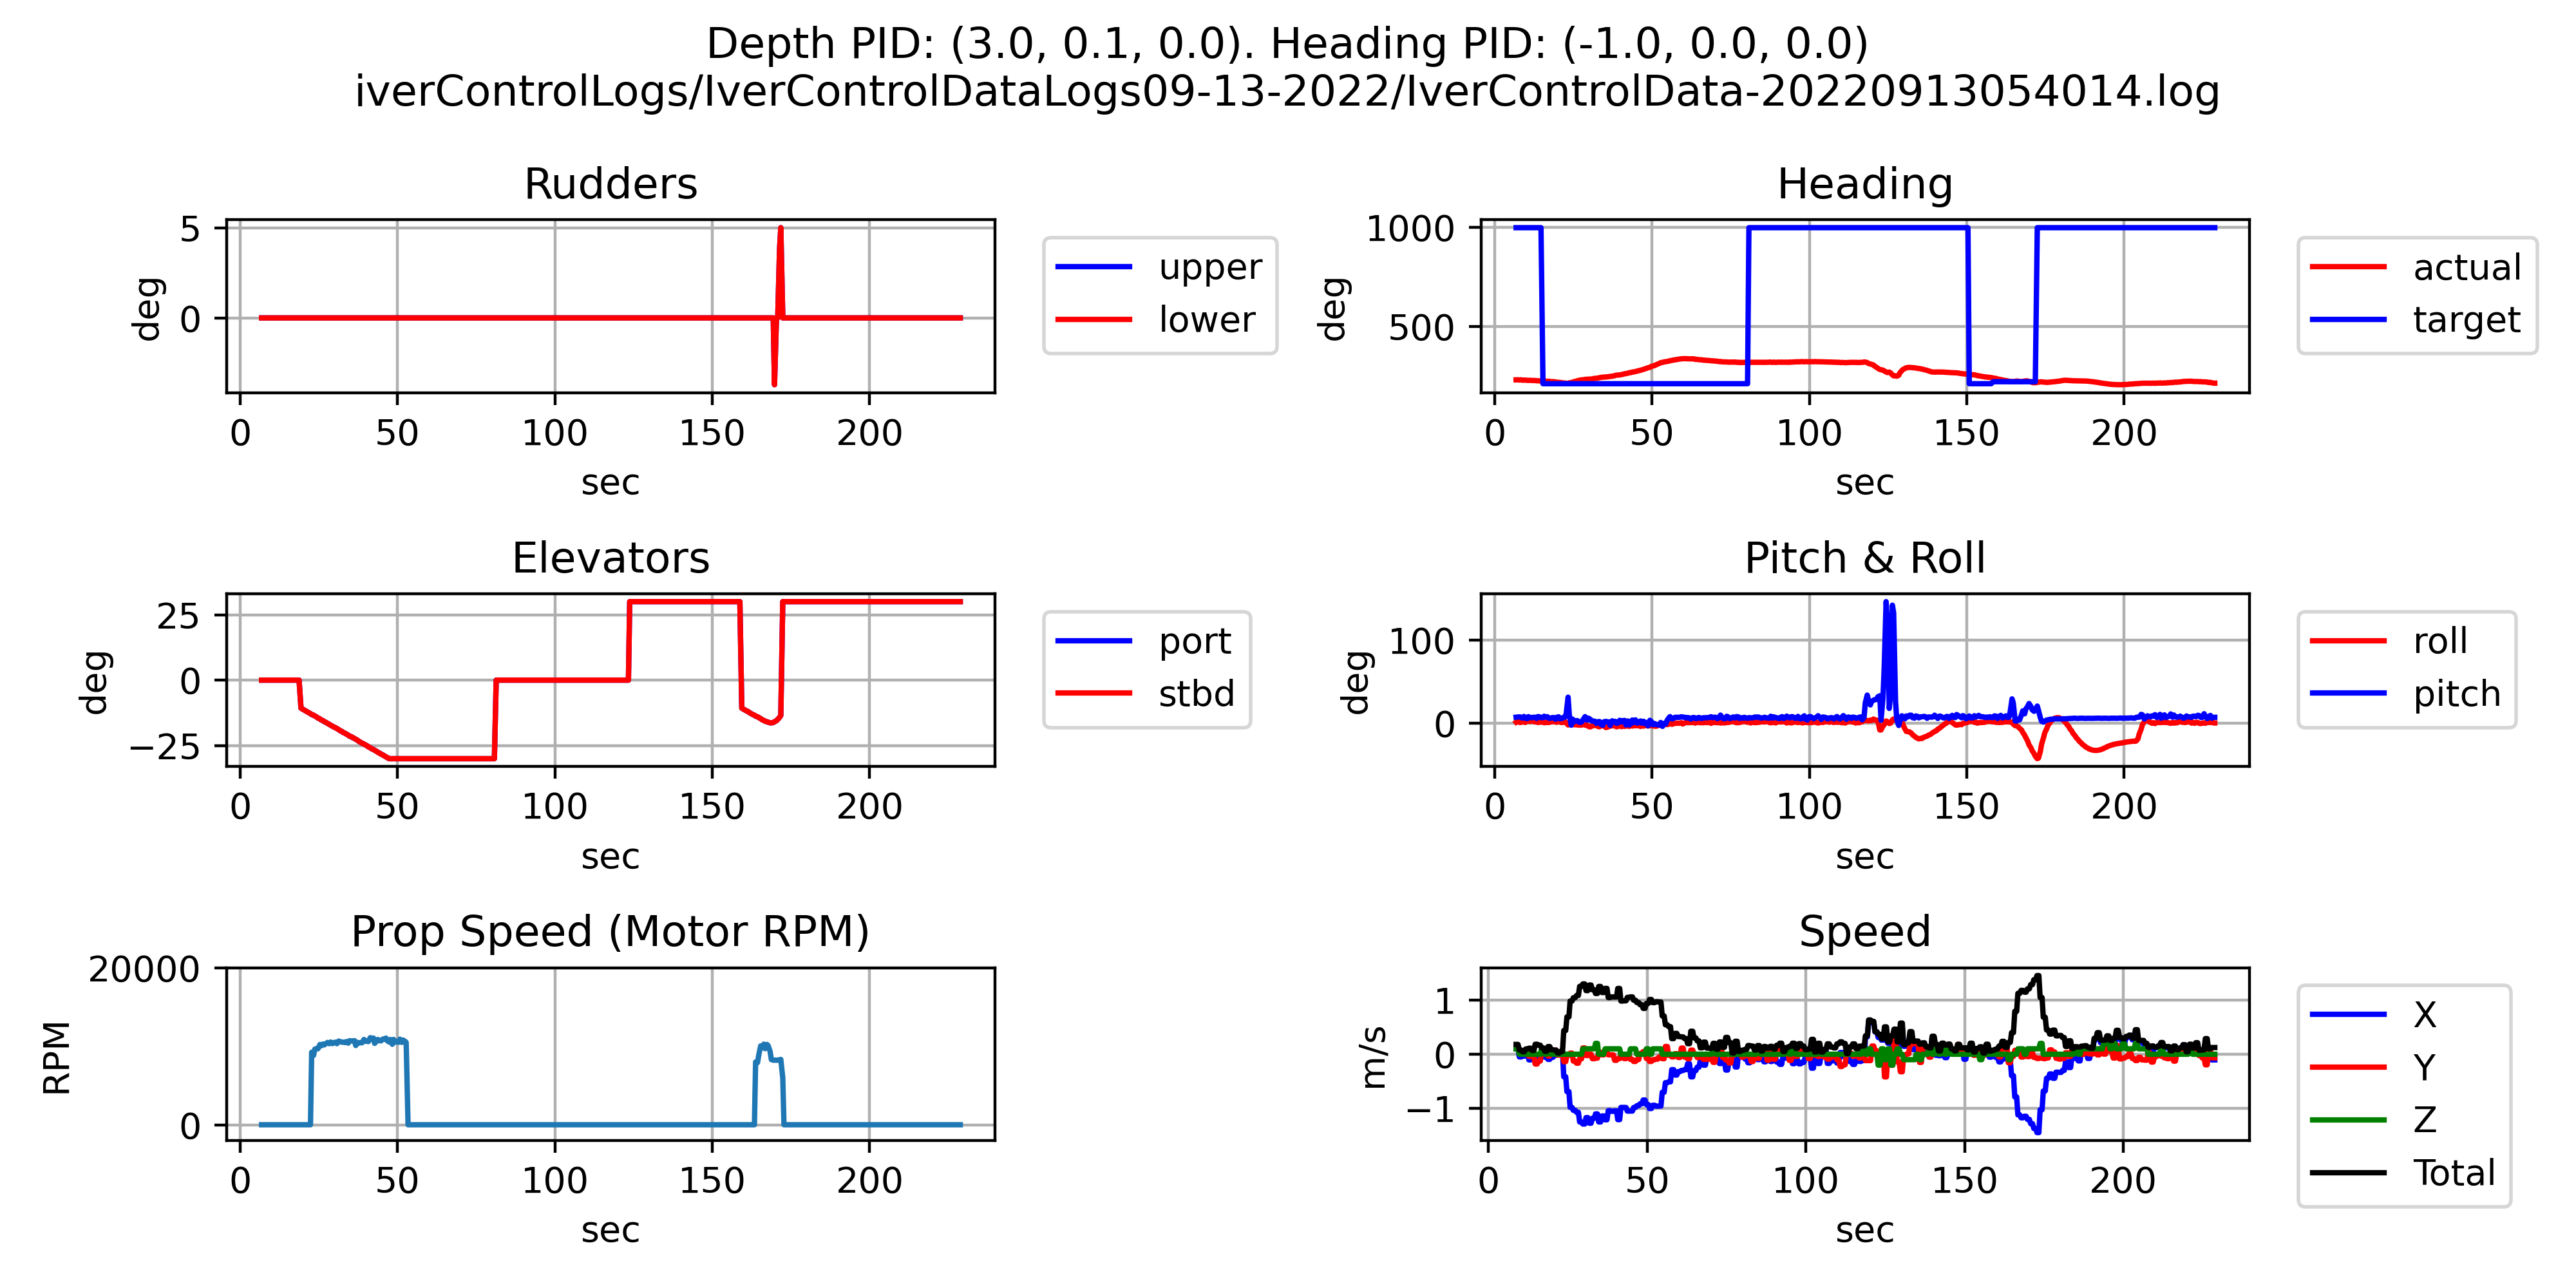 Depth PID: (3.0, 0.1, 0.0). Heading PID: (-1.0, 0.0, 0.0)
iverControlLogs/IverControlDataLogs09-13-2022/IverControlData-20220913054014.log
Rudders
5
0
deg
0 50 100 150 200
sec
upper
lower
Heading
1000
500
deg
0 50 100 150 200
sec
actual
target
Elevators
25
0
−25
deg
0 50 100 150 200
sec
port
stbd
Pitch & Roll
100
0
deg
0 50 100 150 200
sec
roll
pitch
Prop Speed (Motor RPM)
20000
0
RPM
0 50 100 150 200
sec
Speed
1
0
−1
m/s
0 50 100 150 200
sec
X
Y
Z
Total